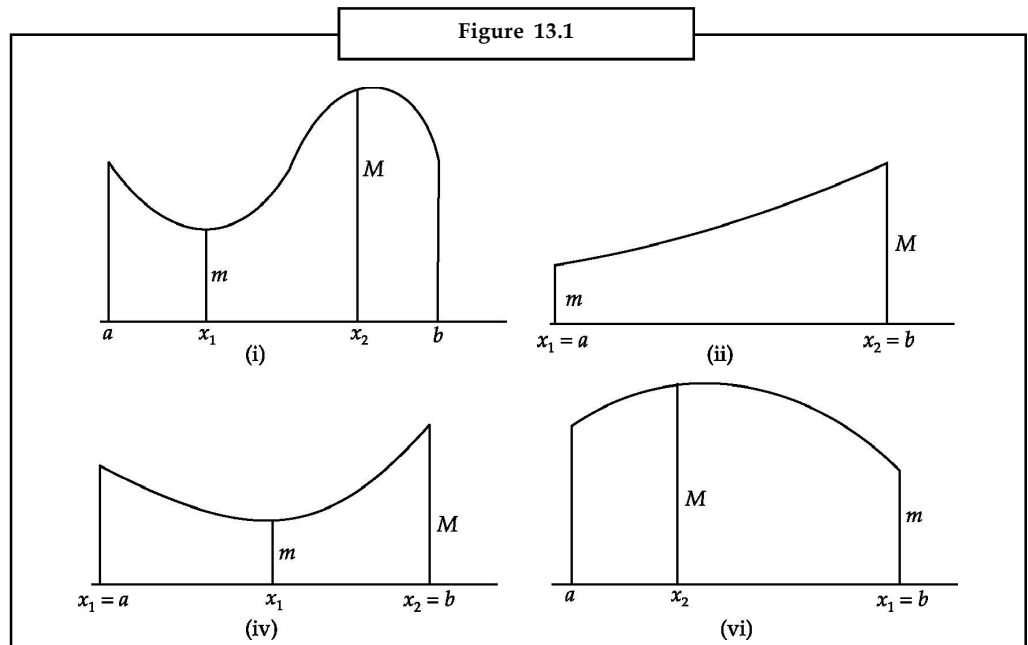 Figure 13.1
M
m
a x₁ x₂ b
(i)
M
m
x₁ = a x₂ = b
(ii)
M
m
x₁ = a x₁ x₂ = b
(iv)
M
m
a x₂ x₁ = b
(vi)